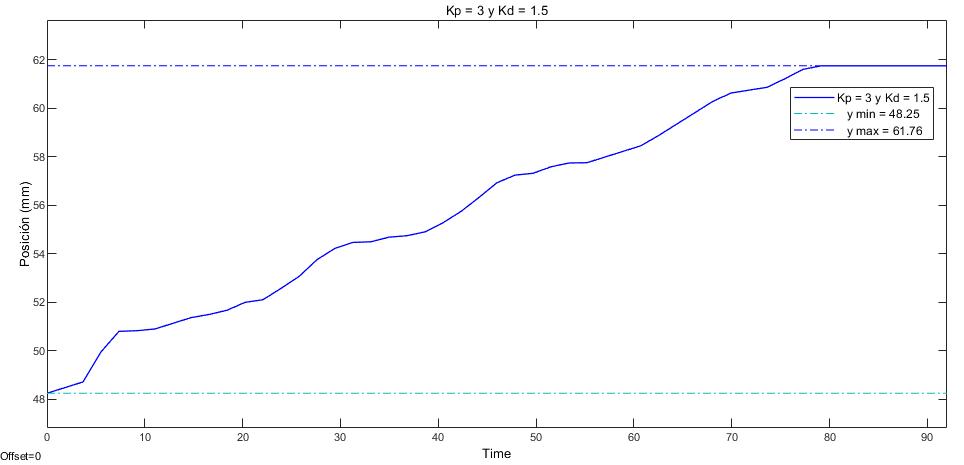 Kp = 3 y Kd = 1.5
62
60
58
56
54
52
50
48
Posición (mm)
Kp = 3 y Kd = 1.5
y min = 48.25
y max = 61.76
0 10 20 30 40 50 60 70 80 90
Time
Offset=0